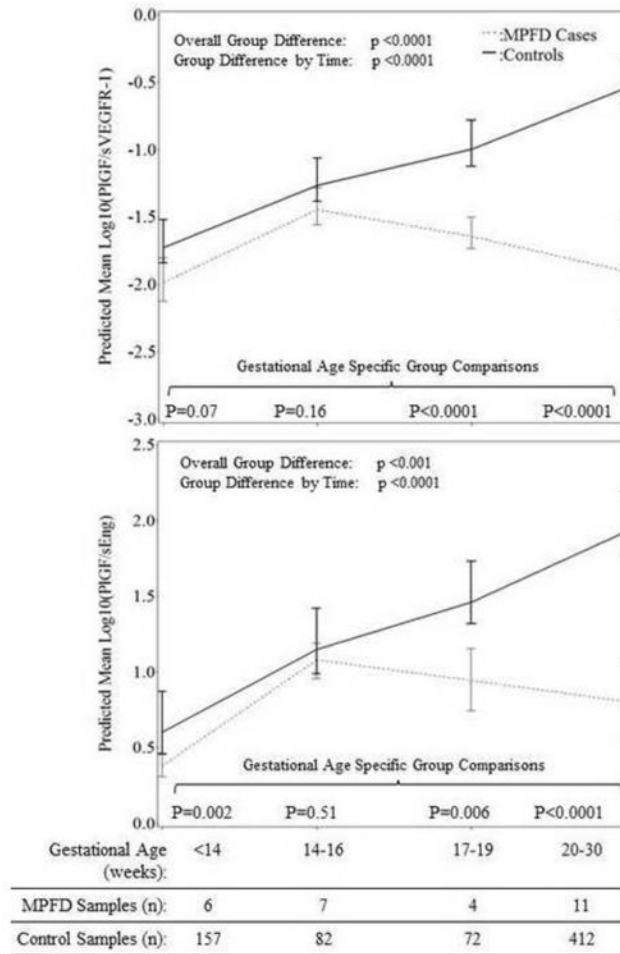 0.0
Overall Group Difference: p <0.0001
Group Difference by Time: p <0.0001
:MPFD Cases
:Controls
-0.5
-1.0
-1.5
-2.0
-2.5
-3.0
Predicted Mean Log10(PlGF/sVEGFR-1)
Gestational Age Specific Group Comparisons
P=0.07 P=0.16 P<0.0001 P<0.0001
2.5
Overall Group Difference: p <0.001
Group Difference by Time: p <0.0001
2.0
1.5
1.0
0.5
0.0
Predicted Mean Log10(PlGF/sEng)
Gestational Age Specific Group Comparisons
P=0.002 P=0.51 P=0.006 P<0.0001
Gestational Age (weeks): <14 14-16 17-19 20-30
MPFD Samples (n): 6 7 4 11
Control Samples (n): 157 82 72 412